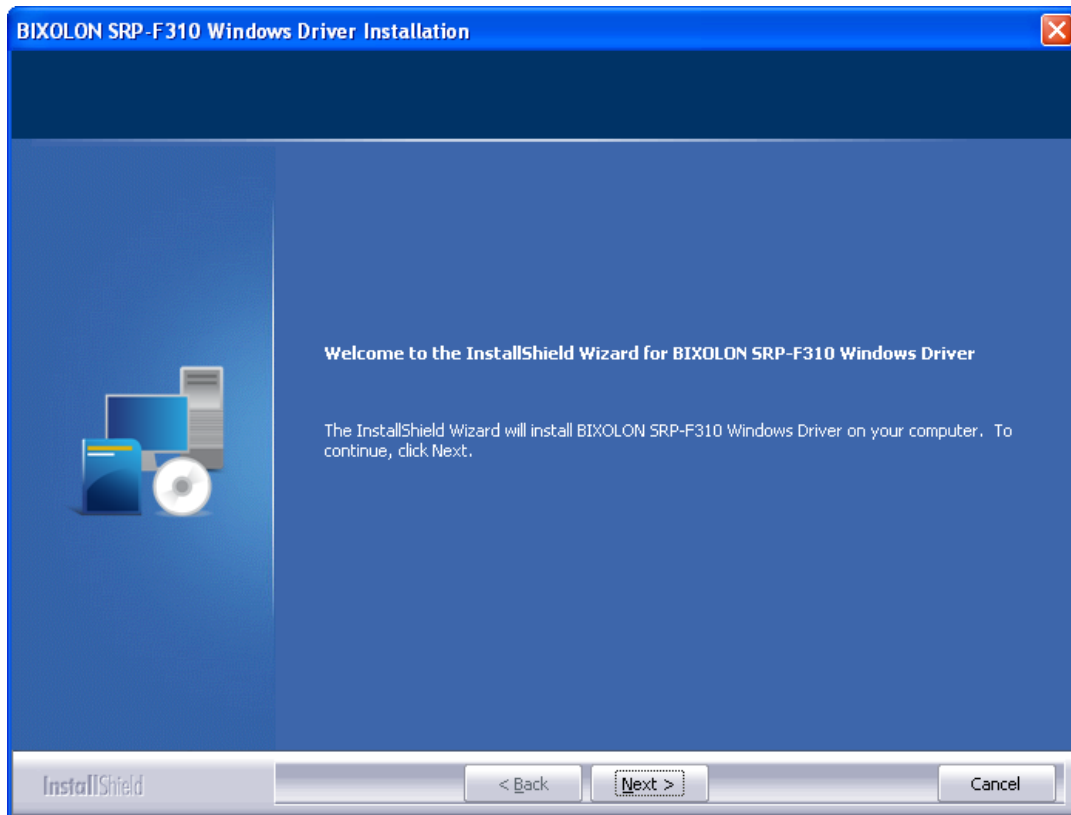 BIXOLON SRP-F310 Windows Driver Installation
Welcome to the InstallShield Wizard for BIXOLON SRP-F310 Windows Driver
The InstallShield Wizard will install BIXOLON SRP-F310 Windows Driver on your computer. To
continue, click Next.
InstallShield
< Back
Next >
Cancel